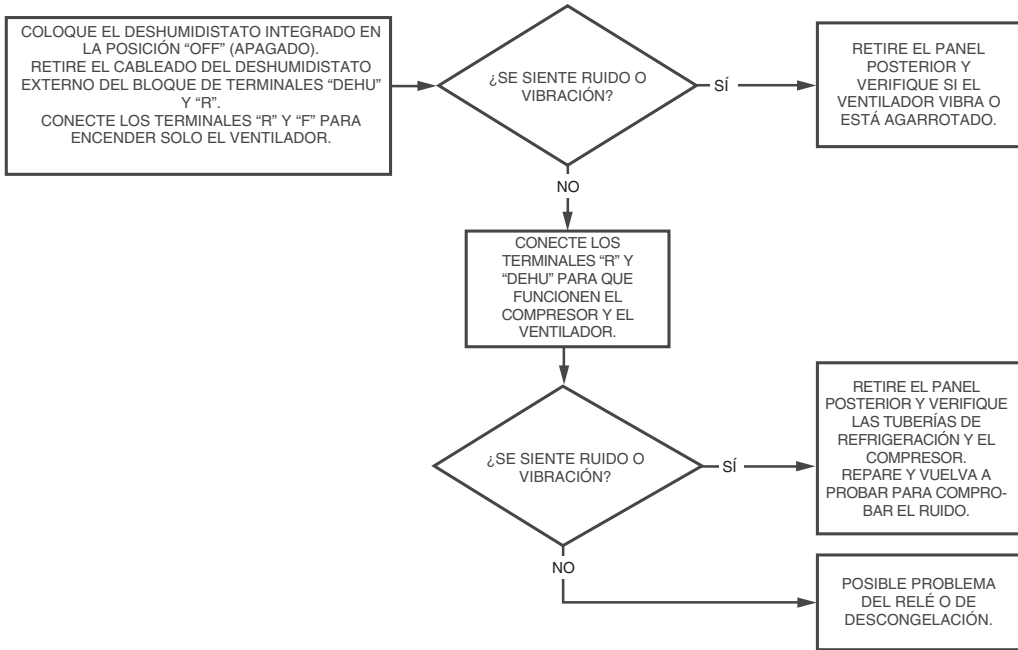 COLOQUE EL DESHUMIDISTATO INTEGRADO EN
LA POSICIÓN “OFF” (APAGADO).
RETIRE EL CABLEADO DEL DESHUMIDISTATO
EXTERNO DEL BLOQUE DE TERMINALES “DEHU”
Y “R”.
CONECTE LOS TERMINALES “R” Y “F” PARA
ENCENDER SOLO EL VENTILADOR.
¿SE SIENTE RUIDO O
VIBRACIÓN?
SÍ
RETIRE EL PANEL
POSTERIOR Y
VERIFIQUE SI EL
VENTILADOR VIBRA O
ESTÁ AGARROTADO.
NO
CONECTE LOS
TERMINALES “R” Y
“DEHU” PARA QUE
FUNCIONEN EL
COMPRESOR Y EL
VENTILADOR.
¿SE SIENTE RUIDO O
VIBRACIÓN?
SÍ
RETIRE EL PANEL
POSTERIOR Y VERIFIQUE
LAS TUBERÍAS DE
REFRIGERACIÓN Y EL
COMPRESOR.
REPARE Y VUELVA A
PROBAR PARA COMPRO-
BAR EL RUIDO.
NO
POSIBLE PROBLEMA
DEL RELÉ O DE
DESCONGELACIÓN.